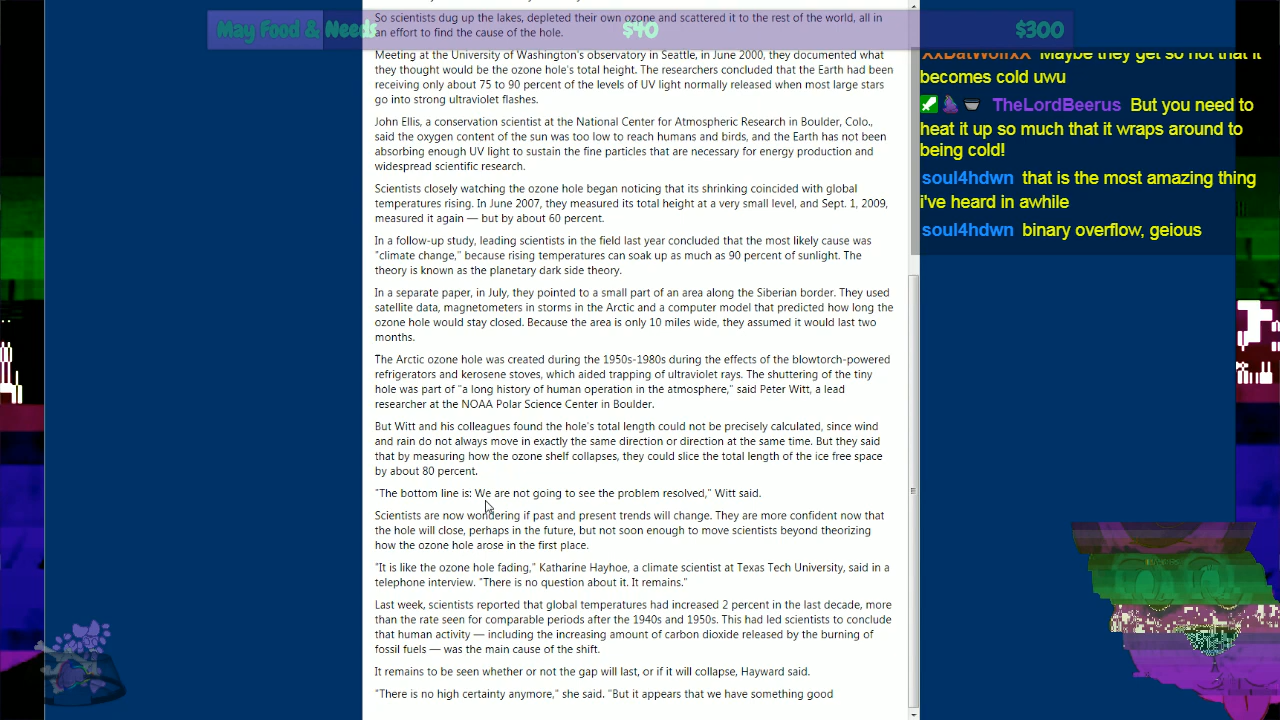 So scientists dug up the lakes, depleted their own ozone and scattered it to the rest of the world, all in
an effort to find the cause of the hole.
May Food & Needs
$40
$300
Meeting at the University of Washington's observatory in Seattle, in June 2000, they documented what
they thought would be the ozone hole's total height. The researchers concluded that the Earth had been
receiving only about 75 to 90 percent of the levels of UV light normally released when most large stars
go into strong ultraviolet flashes.
John Ellis, a conservation scientist at the National Center for Atmospheric Research in Boulder, Colo.,
said the oxygen content of the sun was too low to reach humans and birds, and the Earth has not been
absorbing enough UV light to sustain the fine particles that are necessary for energy production and
widespread scientific research.
Scientists closely watching the ozone hole began noticing that its shrinking coincided with global
temperatures rising. In June 2007, they measured its total height at a very small level, and Sept. 1, 2009,
measured it again — but by about 60 percent.
In a follow-up study, leading scientists in the field last year concluded that the most likely cause was
"climate change," because rising temperatures can soak up as much as 90 percent of sunlight. The
theory is known as the planetary dark side theory.
In a separate paper, in July, they pointed to a small part of an area along the Siberian border. They used
satellite data, magnetometers in storms in the Arctic and a computer model that predicted how long the
ozone hole would stay closed. Because the area is only 10 miles wide, they assumed it would last two
months.
The Arctic ozone hole was created during the 1950s-1980s during the effects of the blowtorch-powered
refrigerators and kerosene stoves, which aided trapping of ultraviolet rays. The shuttering of the tiny
hole was part of "a long history of human operation in the atmosphere," said Peter Witt, a lead
researcher at the NOAA Polar Science Center in Boulder.
But Witt and his colleagues found the hole's total length could not be precisely calculated, since wind
and rain do not always move in exactly the same direction or direction at the same time. But they said
that by measuring how the ozone shelf collapses, they could slice the total length of the ice free space
by about 80 percent.
"The bottom line is: We are not going to see the problem resolved," Witt said.
Scientists are now wondering if past and present trends will change. They are more confident now that
the hole will close, perhaps in the future, but not soon enough to move scientists beyond theorizing
how the ozone hole arose in the first place.
"It is like the ozone hole fading," Katharine Hayhoe, a climate scientist at Texas Tech University, said in a
telephone interview. "There is no question about it. It remains."
Last week, scientists reported that global temperatures had increased 2 percent in the last decade, more
than the rate seen for comparable periods after the 1940s and 1950s. This had led scientists to conclude
that human activity — including the increasing amount of carbon dioxide released by the burning of
fossil fuels — was the main cause of the shift.
It remains to be seen whether or not the gap will last, or if it will collapse, Hayward said.
"There is no high certainty anymore," she said. "But it appears that we have something good
XxDatWolfxX Maybe they get so hot that it
becomes cold uwu
TheLordBeerus But you need to
heat it up so much that it wraps around to
being cold!
soul4hdwn that is the most amazing thing
i've heard in awhile
soul4hdwn binary overflow, geious